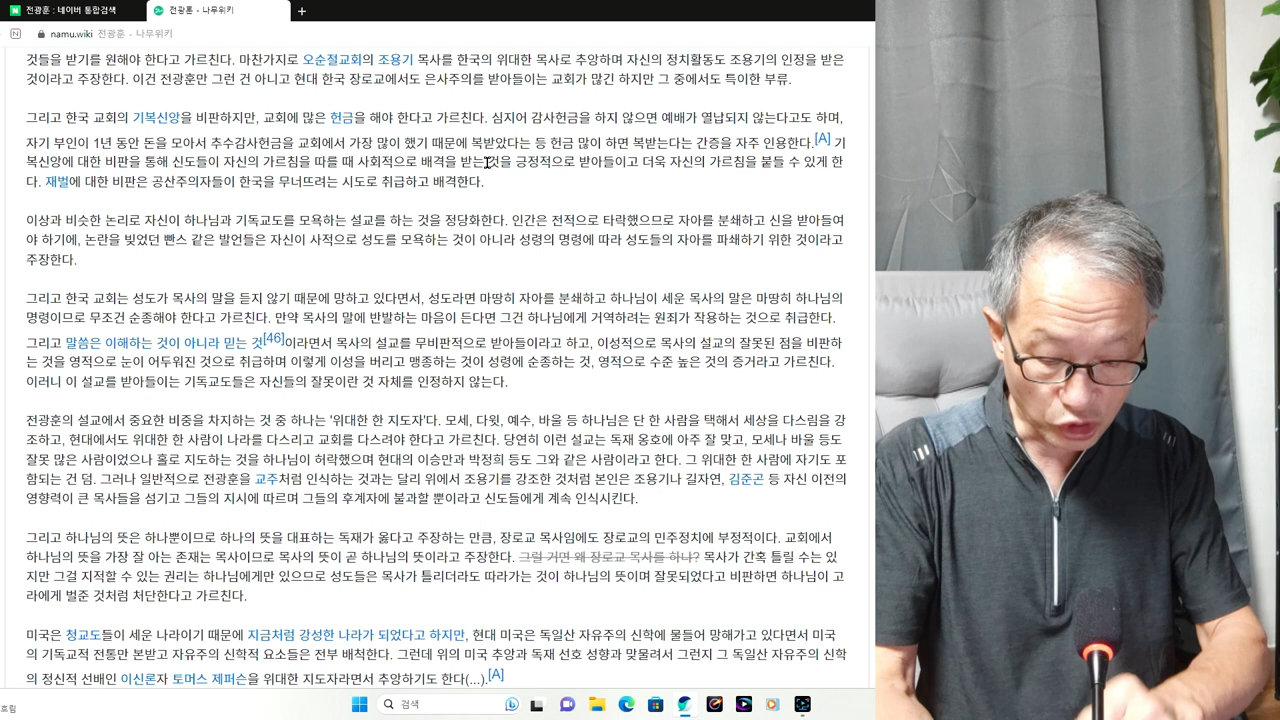 전광훈 : 네이버 통합검색
전광훈 - 나무위키
namu.wiki 전광훈 - 나무위키
것들을 받기를 원해야 한다고 가르친다. 마찬가지로 오순절교회의 조용기 목사를 한국의 위대한 목사로 추앙하며 자신의 정치활동도 조용기의 인정을 받은
것이라고 주장한다. 이건 전광훈만 그런 건 아니고 현대 한국 장로교에서도 은사주의를 받아들이는 교회가 많긴 하지만 그 중에서도 특이한 부류.
그리고 한국 교회의 기복신앙을 비판하지만, 교회에 많은 헌금을 해야 한다고 가르친다. 심지어 감사헌금을 하지 않으면 예배가 열납되지 않는다고도 하며,
자기 부인이 1년 동안 돈을 모아서 추수감사헌금을 교회에서 가장 많이 했기 때문에 복받았다는 등 헌금 많이 하면 복받는다는 간증을 자주 인용한다.[A] 기
복신앙에 대한 비판을 통해 신도들이 자신의 가르침을 따를 때 사회적으로 배격을 받는 것을 긍정적으로 받아들이고 더욱 자신의 가르침을 붙들 수 있게 한
다. 재벌에 대한 비판은 공산주의자들이 한국을 무너뜨려는 시도로 취급하고 배격한다.
이상과 비슷한 논리로 자신이 하나님과 기독교도를 모욕하는 설교를 하는 것을 정당화한다. 인간은 전적으로 타락했으므로 자아를 분쇄하고 신을 받아들여
야 하기에, 논란을 빚었던 빤스 같은 발언들은 자신이 사적으로 성도를 모욕하는 것이 아니라 성령의 명령에 따라 성도들의 자아를 파쇄하기 위한 것이라고
주장한다.
그리고 한국 교회는 성도가 목사의 말을 듣지 않기 때문에 망하고 있다면서, 성도라면 마땅히 자아를 분쇄하고 하나님이 세운 목사의 말은 마땅히 하나님의
명령이므로 무조건 순종해야 한다고 가르친다. 만약 목사의 말에 반발하는 마음이 든다면 그건 하나님에게 거역하려는 원죄가 작용하는 것으로 취급한다.
그리고 말씀은 이해하는 것이 아니라 믿는 것[46]이라면서 목사의 설교를 무비판적으로 받아들이라고 하고, 이성적으로 목사의 설교의 잘못된 점을 비판하
는 것을 영적으로 눈이 어두워진 것으로 취급하며 이렇게 이성을 버리고 맹종하는 것이 성령에 순종하는 것, 영적으로 수준 높은 것의 증거라고 가르친다.
이러니 이 설교를 받아들이는 기독교도들은 자신들의 잘못이란 것 자체를 인정하지 않는다.
전광훈의 설교에서 중요한 비중을 차지하는 것 중 하나는 '위대한 한 지도자'다. 모세, 다윗, 예수, 바울 등 하나님은 단 한 사람을 택해서 세상을 다스림을 강
조하고, 현대에서도 위대한 한 사람이 나라를 다스리고 교회를 다스려야 한다고 가르친다. 당연히 이런 설교는 독재 옹호에 아주 잘 맞고, 모세나 바울 등도
잘못 많은 사람이었으나 홀로 지도하는 것을 하나님이 허락했으며 현대의 이승만과 박정희 등도 그와 같은 사람이라고 한다. 그 위대한 한 사람에 자기도 포
함되는 건 덤. 그러나 일반적으로 전광훈을 교주처럼 인식하는 것과는 달리 위에서 조용기를 강조한 것처럼 본인은 조용기나 길자연, 김준곤 등 자신 이전의
영향력이 큰 목사들을 섬기고 그들의 지시에 따르며 그들의 후계자에 불과할 뿐이라고 신도들에게 계속 인식시킨다.
그리고 하나님의 뜻은 하나뿐이므로 하나의 뜻을 대표하는 독재가 옳다고 주장하는 만큼, 장로교 목사임에도 장로교의 민주정치에 부정적이다. 교회에서
하나님의 뜻을 가장 잘 아는 존재는 목사이므로 목사의 뜻이 곧 하나님의 뜻이라고 주장한다. 그럴 거면 왜 장로교 목사를 하냐? 목사가 간혹 틀릴 수는 있
지만 그걸 지적할 수 있는 권리는 하나님에게만 있으므로 성도들은 목사가 틀리더라도 따라가는 것이 하나님의 뜻이며 잘못되었다고 비판하면 하나님이 고
라에게 벌준 것처럼 처단한다고 가르친다.
미국은 청교도들이 세운 나라이기 때문에 지금처럼 강성한 나라가 되었다고 하지만, 현대 미국은 독일산 자유주의 신학에 물들어 망해가고 있다면서 미국
의 기독교적 전통만 본받고 자유주의 신학적 요소들은 전부 배척한다. 그런데 위의 미국 추앙과 독재 선호 성향과 맞물려서 그런지 그 독일산 자유주의 신학
의 정신적 선배인 이신론자 토머스 제퍼슨을 위대한 지도자라면서 추앙하기도 한다(...).[A]
흐림
검색